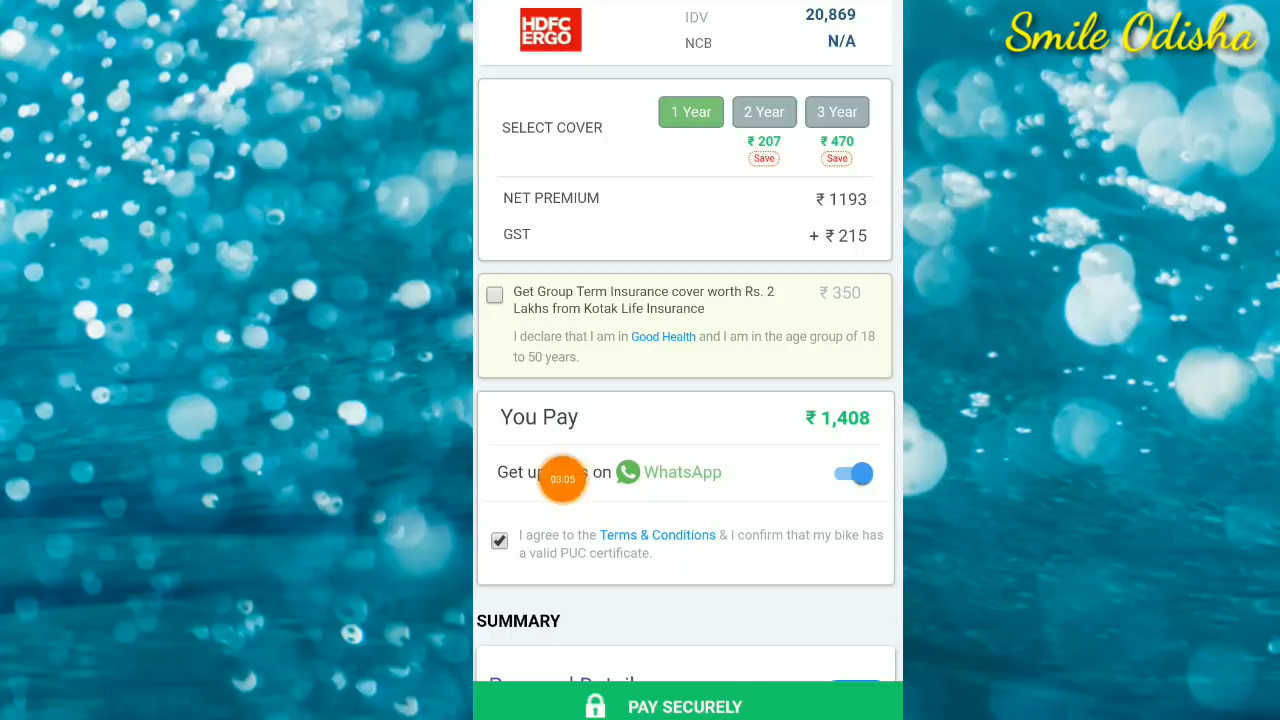 Smile Odisha
HDFC
ERGO
IDV 20,869
NCB N/A
SELECT COVER
1 Year 2 Year 3 Year
₹ 207 ₹ 470
Save Save
NET PREMIUM ₹ 1193
GST + ₹ 215
Get Group Term Insurance cover worth Rs. 2 ₹ 350
Lakhs from Kotak Life Insurance
I declare that I am in Good Health and I am in the age group of 18
to 50 years.
You Pay ₹ 1,408
Get on WhatsApp
03:05
I agree to the Terms & Conditions & I confirm that my bike has
a valid PUC certificate.
SUMMARY
PAY SECURELY